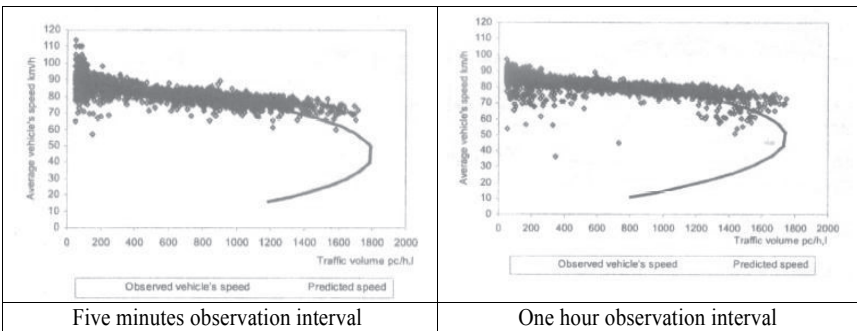 120
110
100
90
80
70
60
50
40
30
20
10
0
Average vehicle's speed km/h
0 200 400 600 800 1000 1200 1400 1600 1800 2000
Traffic volume pc/h,l
Observed vehicle's speed Predicted speed
Five minutes observation interval
120
110
100
90
80
70
60
50
40
30
20
10
0
Average vehicle's speed km/h
0 200 400 600 800 1000 1200 1400 1600 1800 2000
Traffic volume pc/h,l
Observed vehicle's speed Predicted speed
One hour observation interval